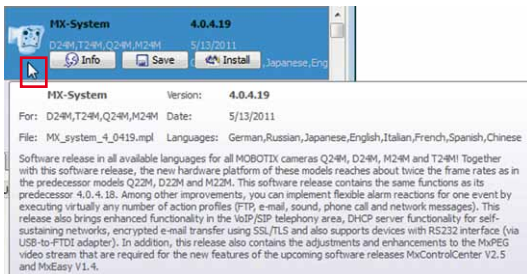 MX-System 4.0.4.19
D24M,T24M,Q24M,M24M 5/13/2011
Info Save Install ,Japanese,Eng
MX-System Version: 4.0.4.19
For: D24M,T24M,Q24M,M24M Date: 5/13/2011
File: MX_system_4_0419.mpl Languages: German,Russian,Japanese,English,Italian,French,Spanish,Chinese
Software release in all available languages for all MOBOTIX cameras Q24M, D24M, M24M and T24M! Together
with this software release, the new hardware platform of these models reaches about twice the frame rates as in
the predecessor models Q22M, D22M and M22M. This software release contains the same functions as its
predecessor 4.0.4.18. Among other improvements, you can implement flexible alarm reactions for one event by
executing virtually any number of action profiles (FTP, e-mail, sound, phone call and network messages). This
release also brings enhanced functionality in the VoIP/SIP telephony area, DHCP server functionality for self-
sustaining networks, encrypted e-mail transfer using SSL/TLS and also supports devices with RS232 interface (via
USB-to-FTDI adapter). In addition, this release also contains the adjustments and enhancements to the MxPEG
video stream that are required for the new features of the upcoming software releases MxControlCenter V2.5
and MxEasy V1.4.